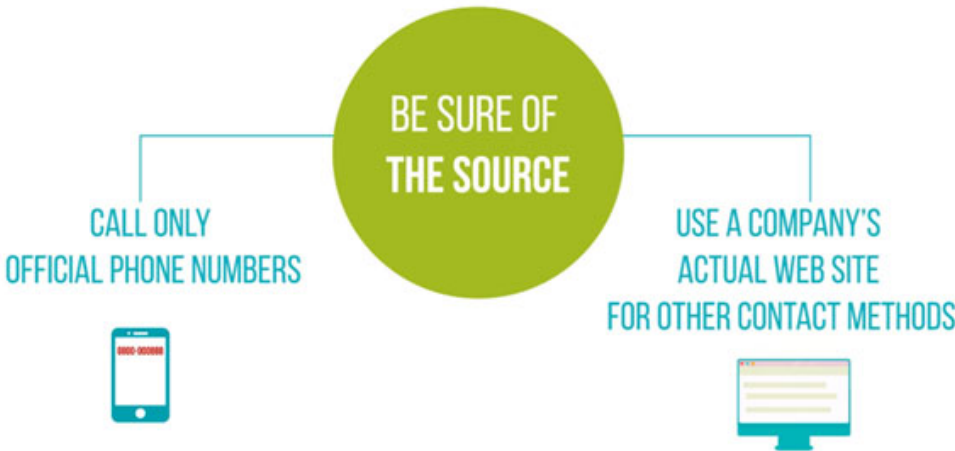 BE SURE OF
THE SOURCE
CALL ONLY
OFFICIAL PHONE NUMBERS
USE A COMPANY'S
ACTUAL WEB SITE
FOR OTHER CONTACT METHODS